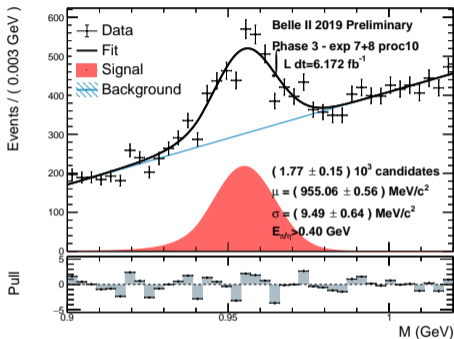 Events / ( 0.003 GeV )
600
500
400
300
200
100
0
Data
Fit
Signal
Background
Belle II 2019 Preliminary
Phase 3 - exp 7+8 proc10
∫ L dt=6.172 fb⁻¹
( 1.77 ± 0.15 ) 10³ candidates
μ = ( 955.06 ± 0.56 ) MeV/c²
σ = ( 9.49 ± 0.64 ) MeV/c²
E_π/η>0.40 GeV
Pull
5
0
−5
0.9
0.95
1
M (GeV)